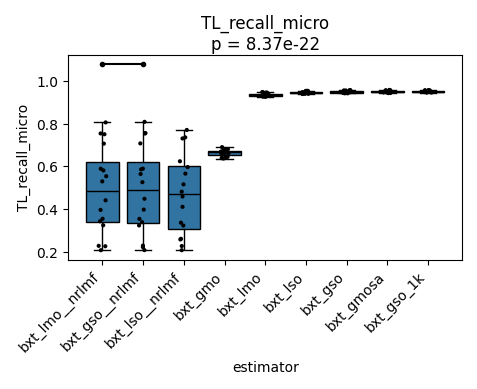 TL_recall_micro
p = 8.37e-22
TL_recall_micro
1.0
0.8
0.6
0.4
0.2
bxt_lmo__nrlmf
bxt_gso__nrlmf
bxt_lso__nrlmf
bxt_gmo
bxt_lmo
bxt_lso
bxt_gso
bxt_gmosa
bxt_gso_1k
estimator